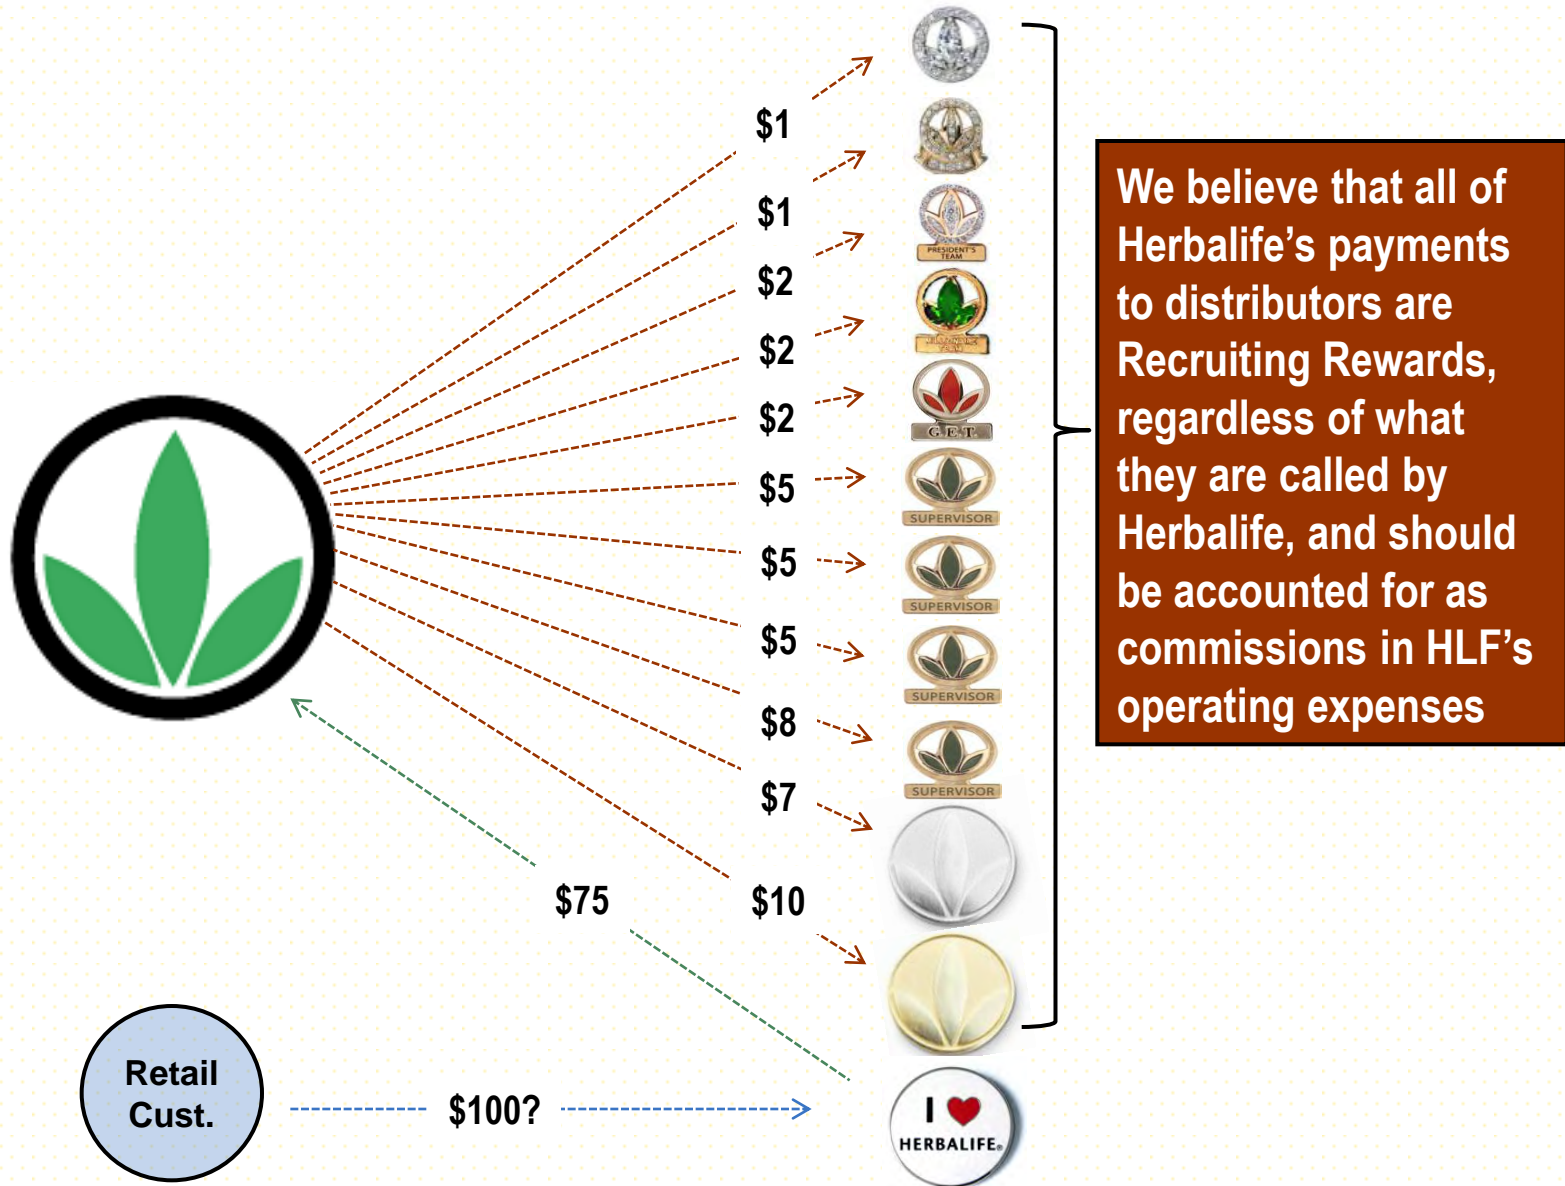 $1
$1
PRESIDENT'S
TEAM
$2
$2
$2
G.E.T.
$5
SUPERVISOR
$5
SUPERVISOR
$5
SUPERVISOR
$8
SUPERVISOR
$7
$75
$10
Retail
Cust.
$100?
I
HERBALIFE®
We believe that all of
Herbalife’s payments
to distributors are
Recruiting Rewards,
regardless of what
they are called by
Herbalife, and should
be accounted for as
commissions in HLF’s
operating expenses